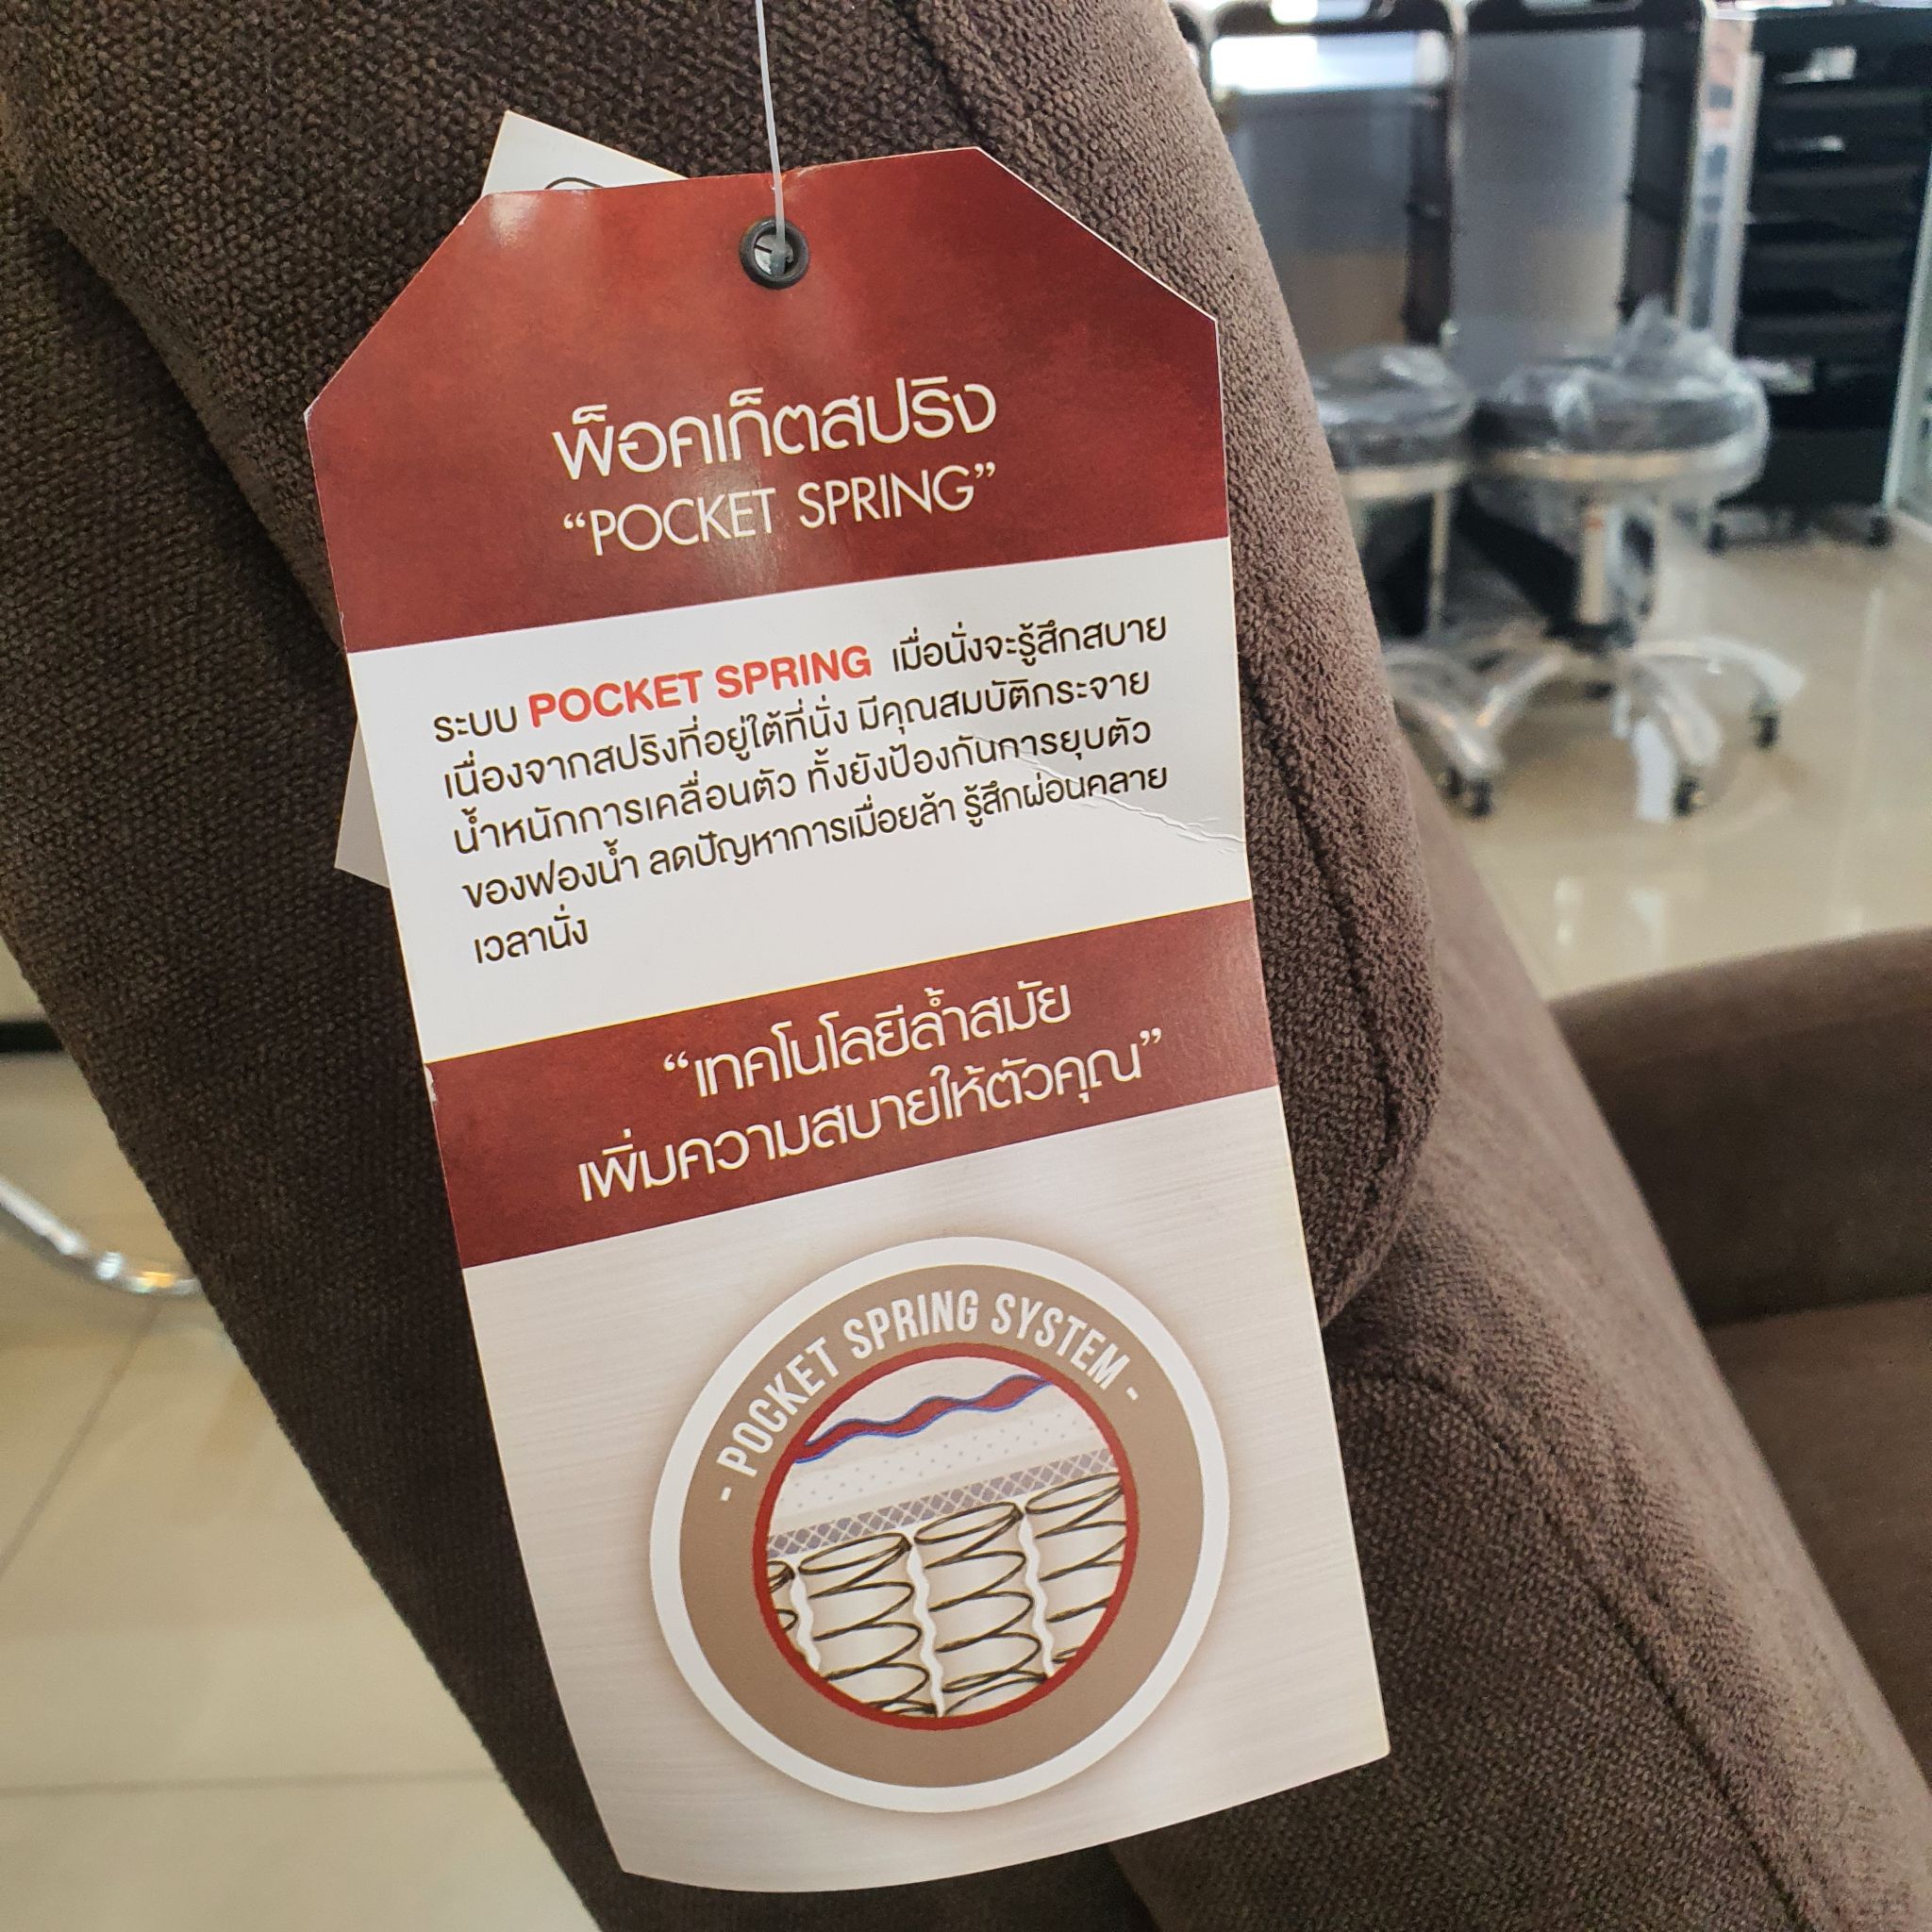 พ็อคเก็ตสปริง
“POCKET SPRING”
ระบบ POCKET SPRING เมื่อนั่งจะรู้สึกสบาย
เนื่องจากสปริงที่อยู่ใต้ที่นั่ง มีคุณสมบัติกระจาย
น้ำหนักการเคลื่อนตัว ทั้งยังป้องกันการยุบตัว
ของฟองน้ำ ลดปัญหาการเมื่อยล้า รู้สึกผ่อนคลาย
เวลานั่ง
“เทคโนโลยีล้ำสมัย
เพิ่มความสบายให้ตัวคุณ”
- POCKET SPRING SYSTEM -